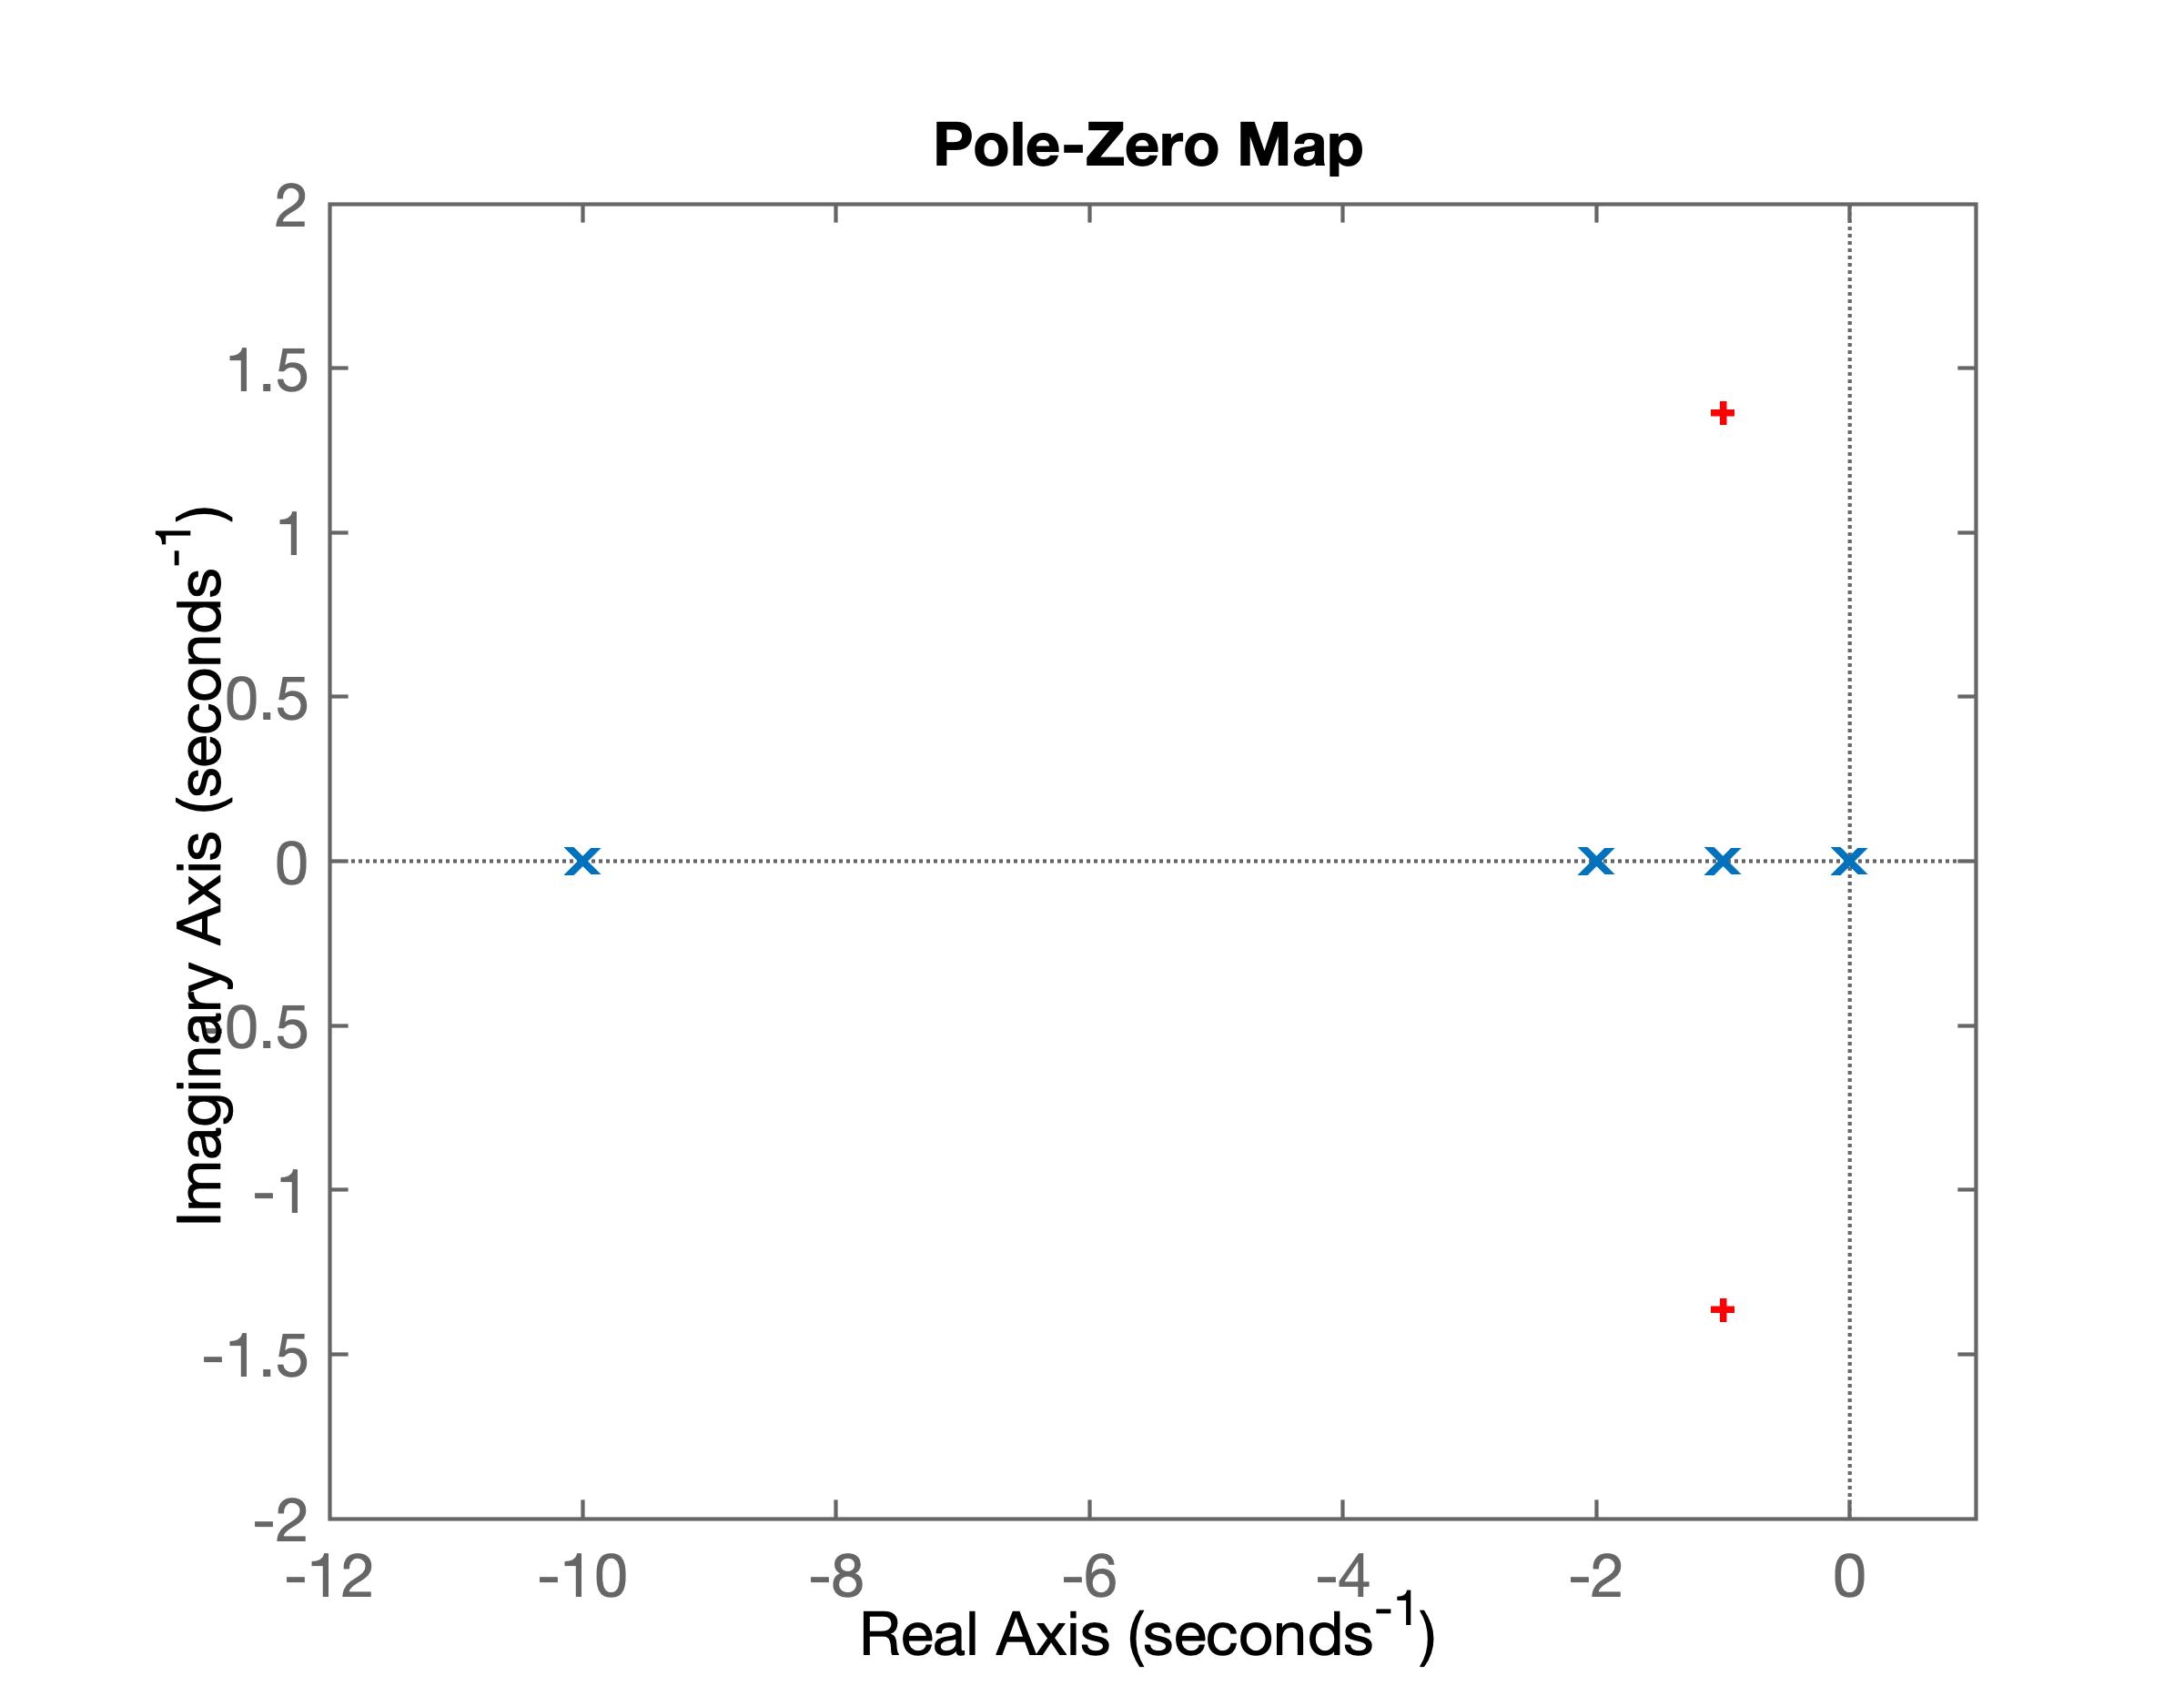 Pole-Zero Map
2
1.5
1
0.5
0
-0.5
-1
-1.5
-2
Imaginary Axis (seconds⁻¹)
-12 -10 -8 -6 -4 -2 0
Real Axis (seconds⁻¹)